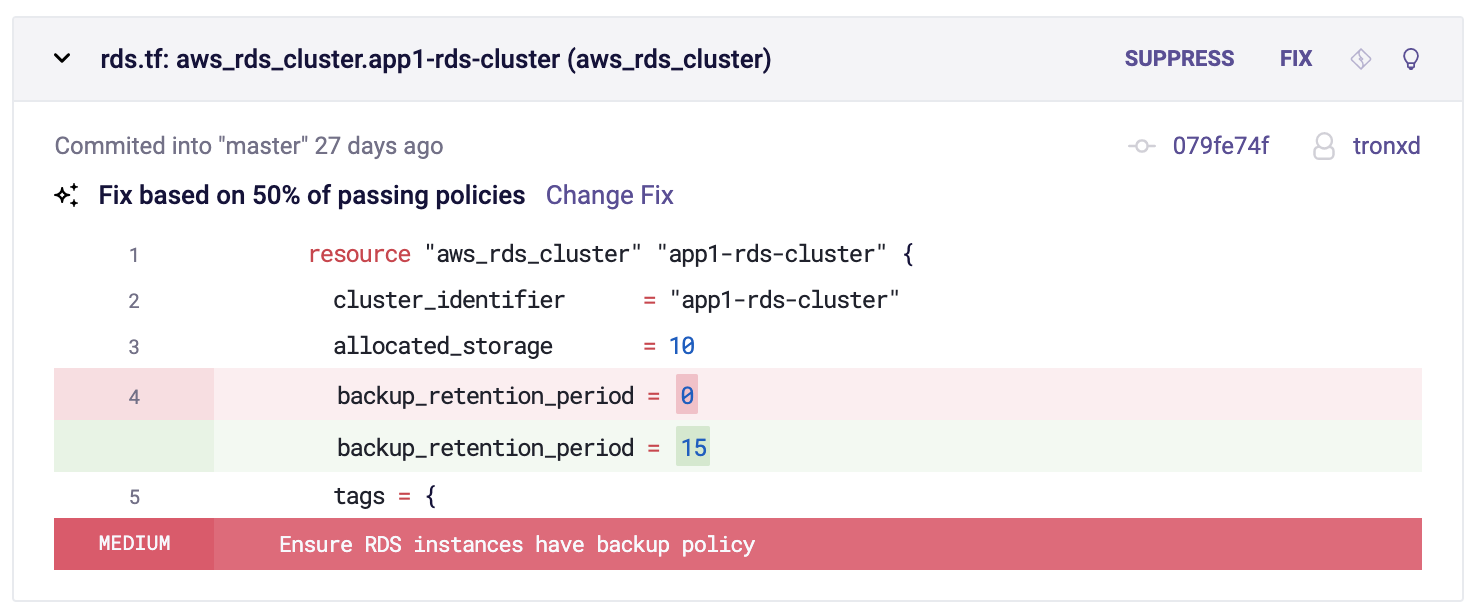 rds.tf: aws_rds_cluster.app1-rds-cluster (aws_rds_cluster) SUPPRESS FIX
Commited into "master" 27 days ago 079fe74f tronxd
Fix based on 50% of passing policies Change Fix
1 resource "aws_rds_cluster" "app1-rds-cluster" {
2 cluster_identifier = "app1-rds-cluster"
3 allocated_storage = 10
4 backup_retention_period = 0
backup_retention_period = 15
5 tags = {
MEDIUM Ensure RDS instances have backup policy